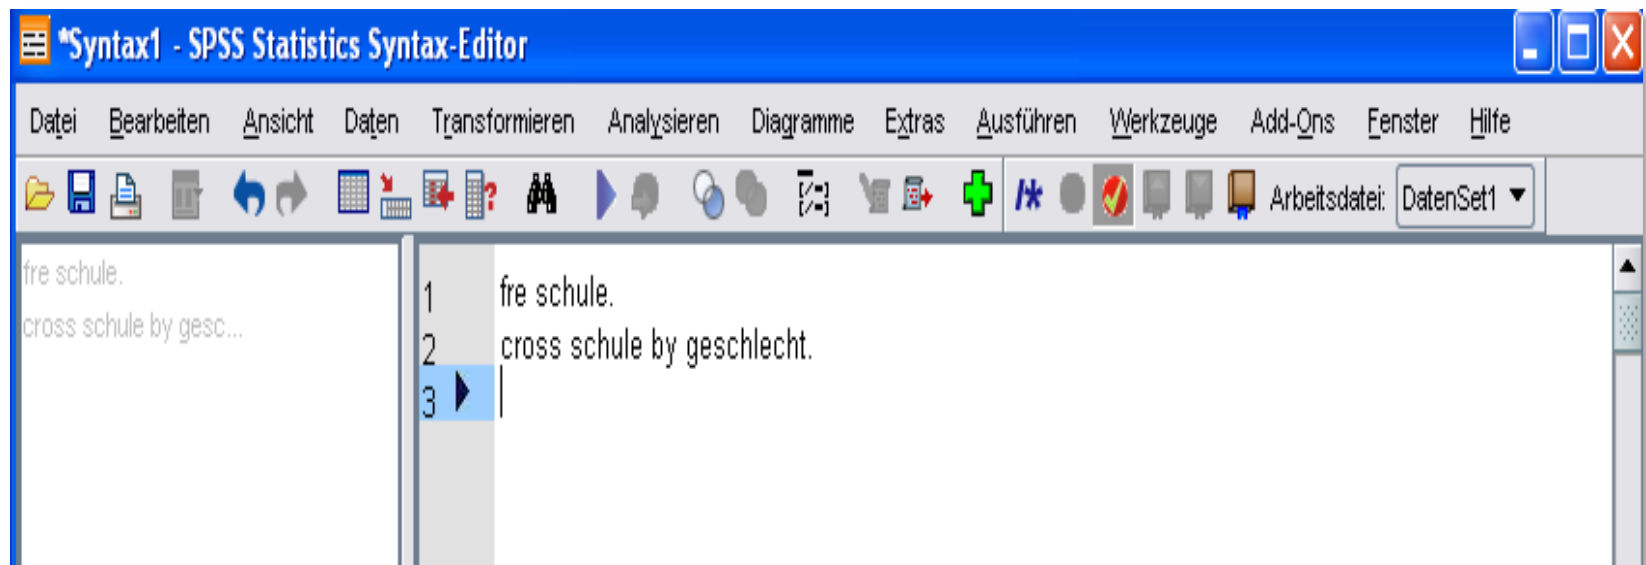 *Syntax1 - SPSS Statistics Syntax-Editor
Datei Bearbeiten Ansicht Daten Transformieren Analysieren Diagramme Extras Ausführen Werkzeuge Add-Ons Fenster Hilfe
Arbeitsdatei: DatenSet1
fre schule.
cross schule by gesc...
1 fre schule.
2 cross schule by geschlecht.
3